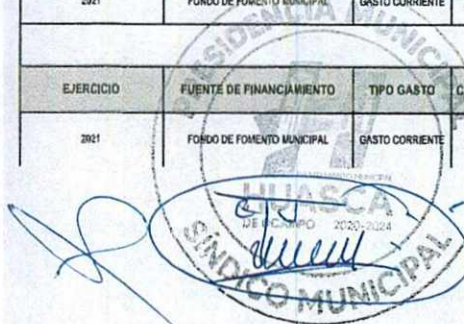 2021 FONDO DE FOMENTO MUNICIPAL GASTO CORRIENTE
EJERCICIO FUENTE DE FINANCIAMIENTO TIPO GASTO
2021 FONDO DE FOMENTO MUNICIPAL GASTO CORRIENTE
PRESIDENCIA MUNICIPAL
HUASCA
DE OCAMPO 2020-2024
SÍNDICO MUNICIPAL